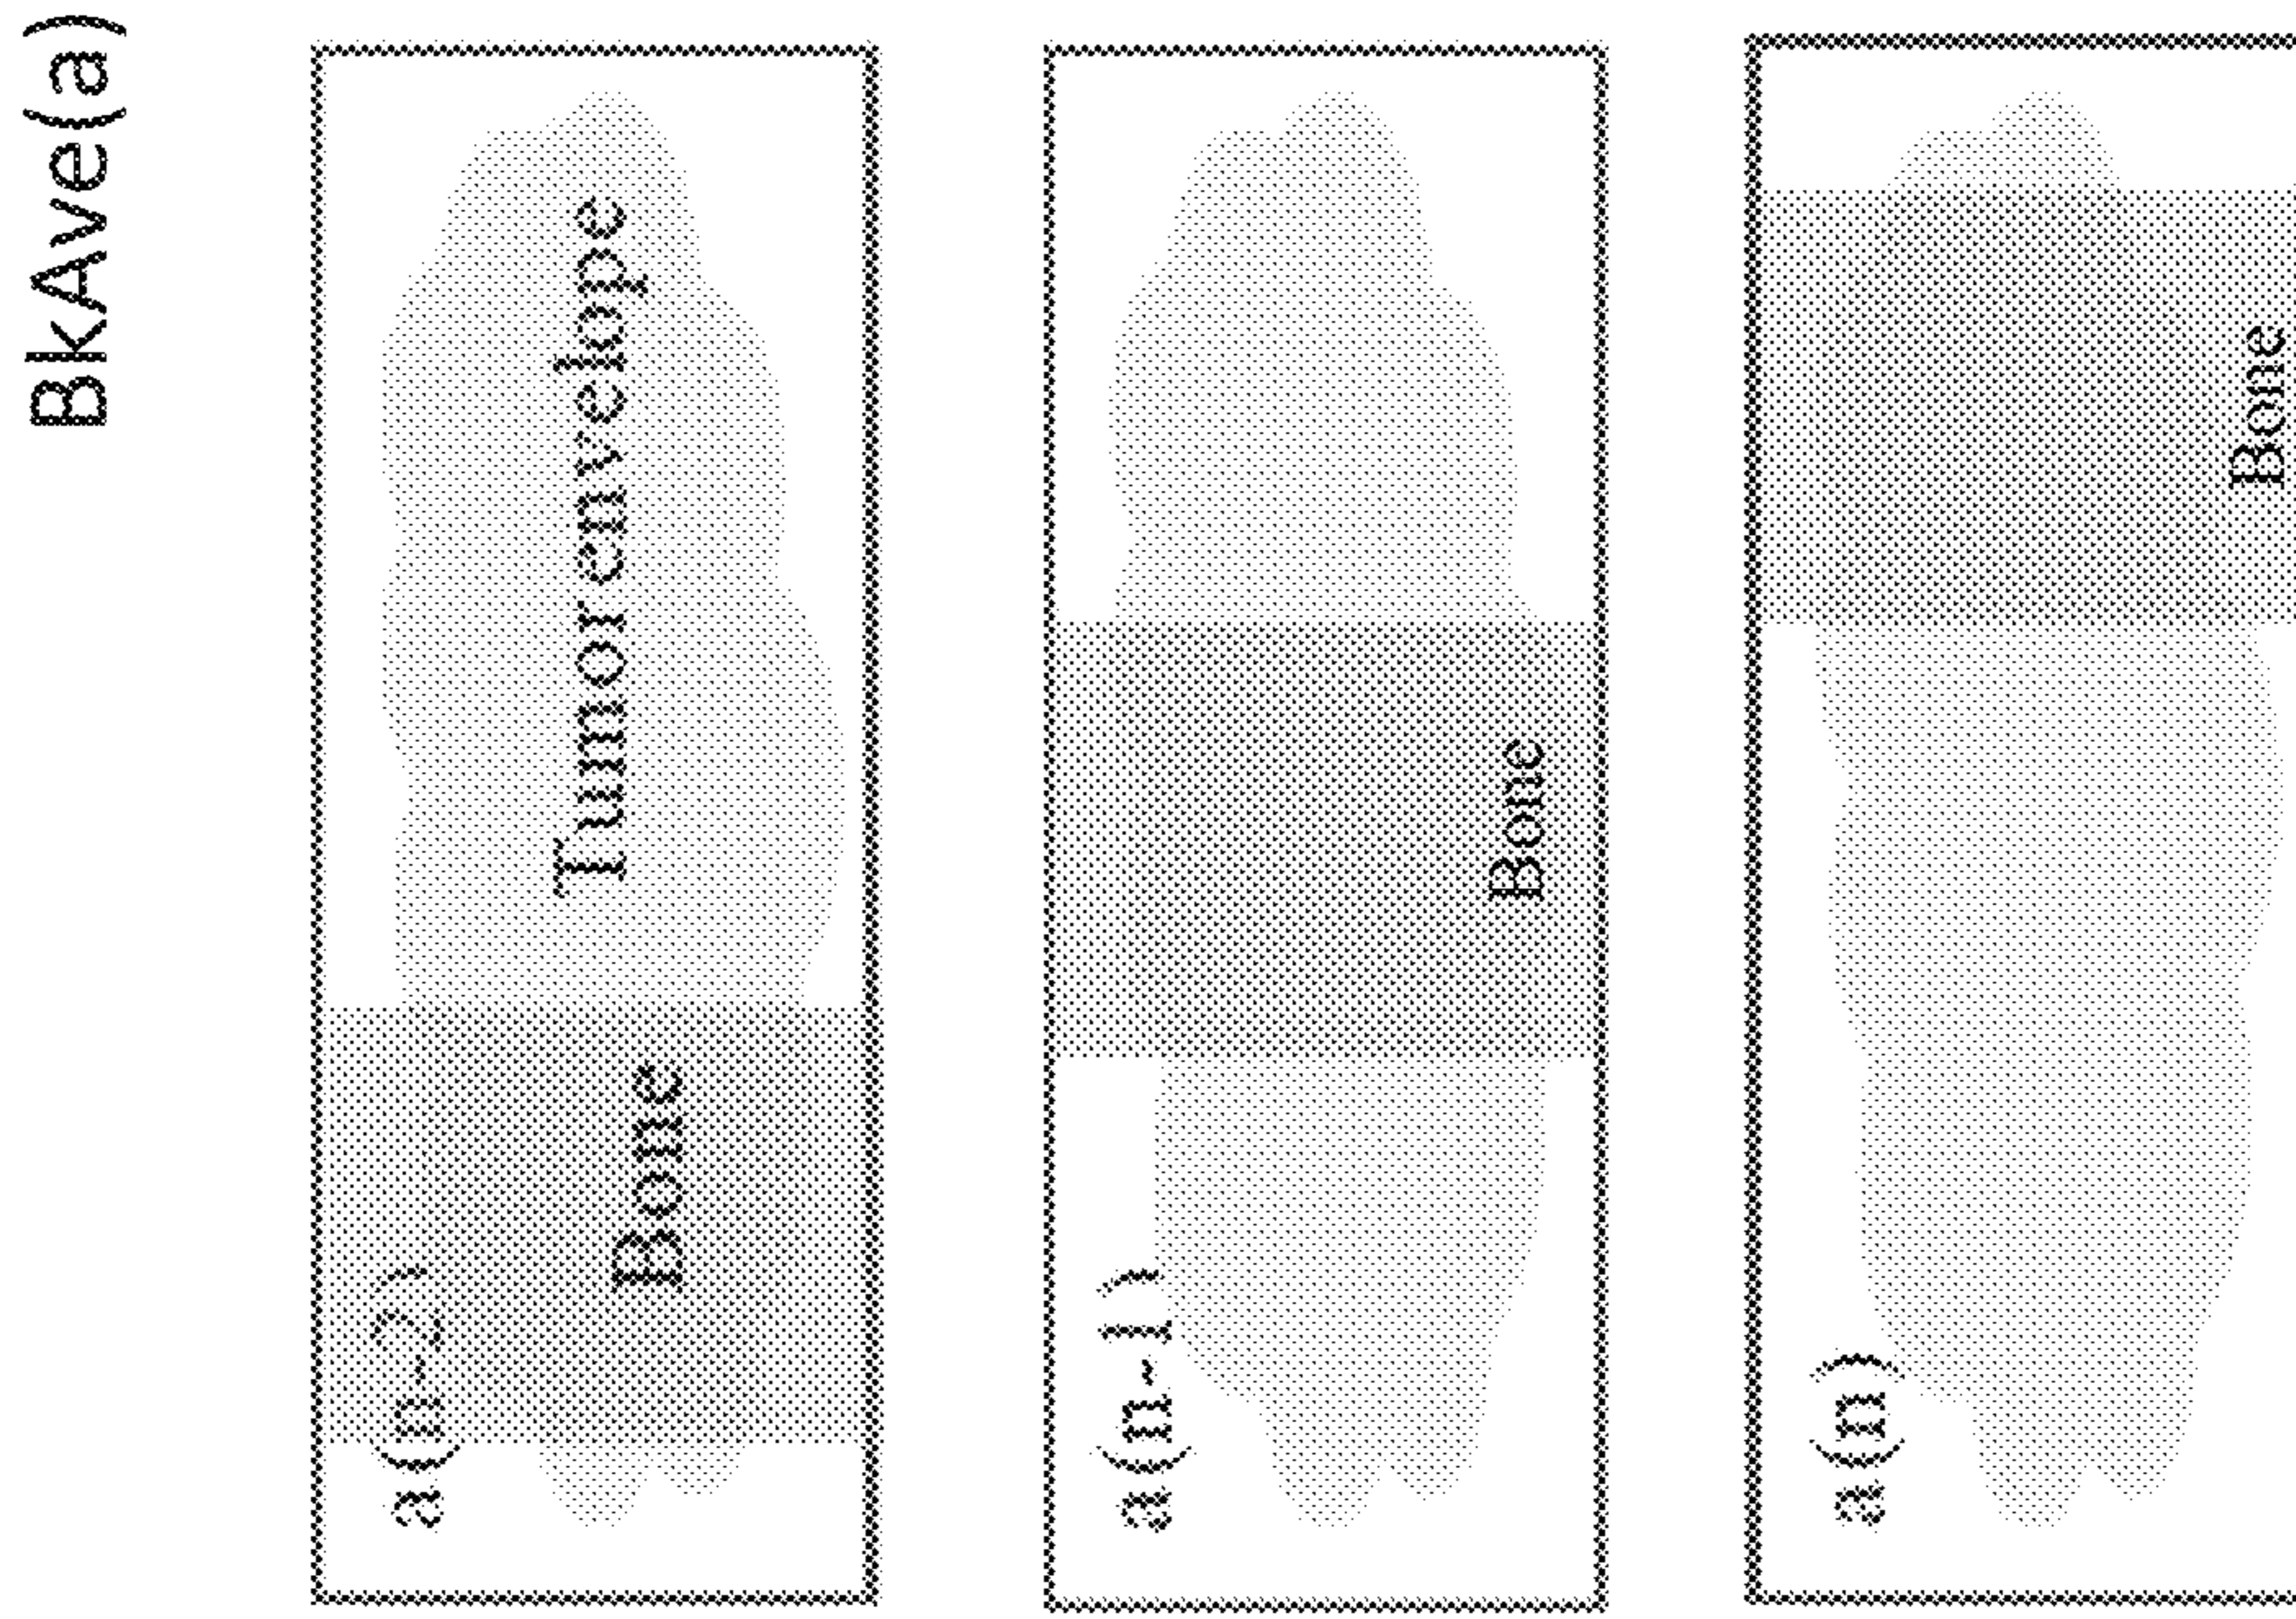 BkAve(a)
a(n-2)
Bone
Tumor envelope
a(n-1)
Bone
a(n)
Bone